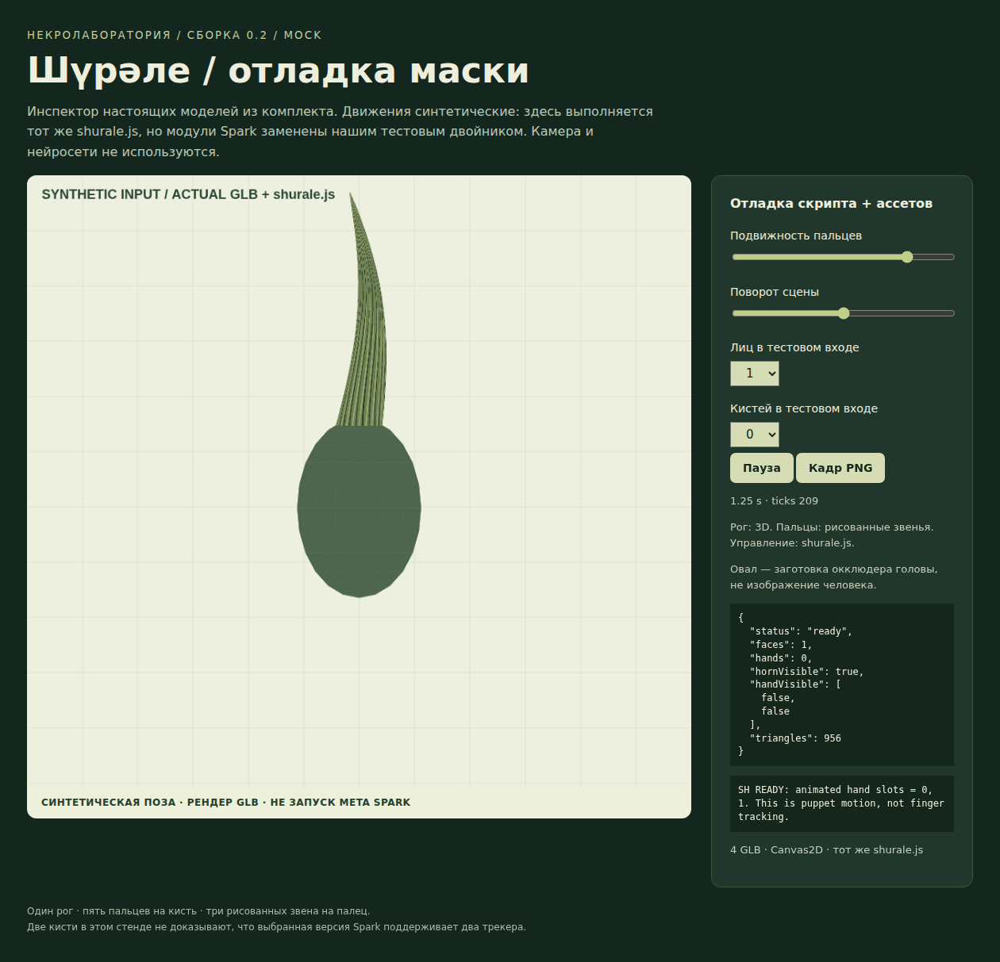 НЕКРОЛАБОРАТОРИЯ / СБОРКА 0.2 / MOCK
Шүрәле / отладка маски
Инспектор настоящих моделей из комплекта. Движения синтетические: здесь выполняется
тот же shurale.js, но модули Spark заменены нашим тестовым двойником. Камера и
нейросети не используются.
SYNTHETIC INPUT / ACTUAL GLB + shurale.js
СИНТЕТИЧЕСКАЯ ПОЗА · РЕНДЕР GLB · НЕ ЗАПУСК META SPARK
Отладка скрипта + ассетов
Подвижность пальцев
Поворот сцены
Лиц в тестовом входе
1
Кистей в тестовом входе
0
Пауза Кадр PNG
1.25 s · ticks 209
Рог: 3D. Пальцы: рисованные звенья.
Управление: shurale.js.
Овал — заготовка окклюдера головы,
не изображение человека.
{
  "status": "ready",
  "faces": 1,
  "hands": 0,
  "hornVisible": true,
  "handVisible": [
    false,
    false
  ],
  "triangles": 956
}
SH READY: animated hand slots = 0,
1. This is puppet motion, not finger
tracking.
4 GLB · Canvas2D · тот же shurale.js
Один рог · пять пальцев на кисть · три рисованных звена на палец.
Две кисти в этом стенде не доказывают, что выбранная версия Spark поддерживает два трекера.